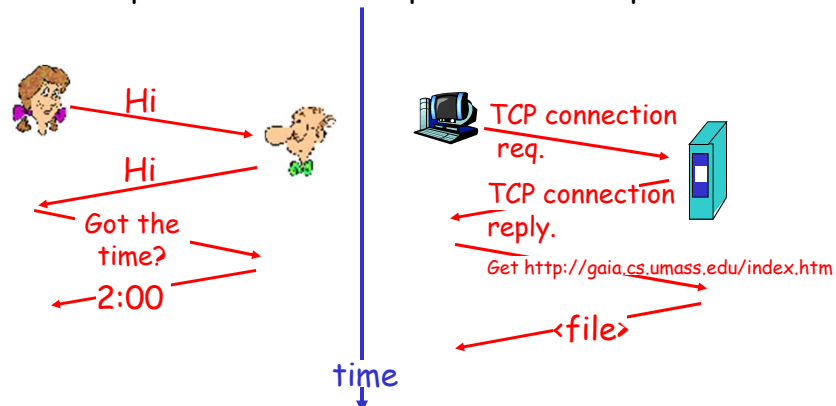 Hi
Hi
Got the
time?
2:00
TCP connection
req.
TCP connection
reply.
Get http://gaia.cs.umass.edu/index.htm
<file>
time